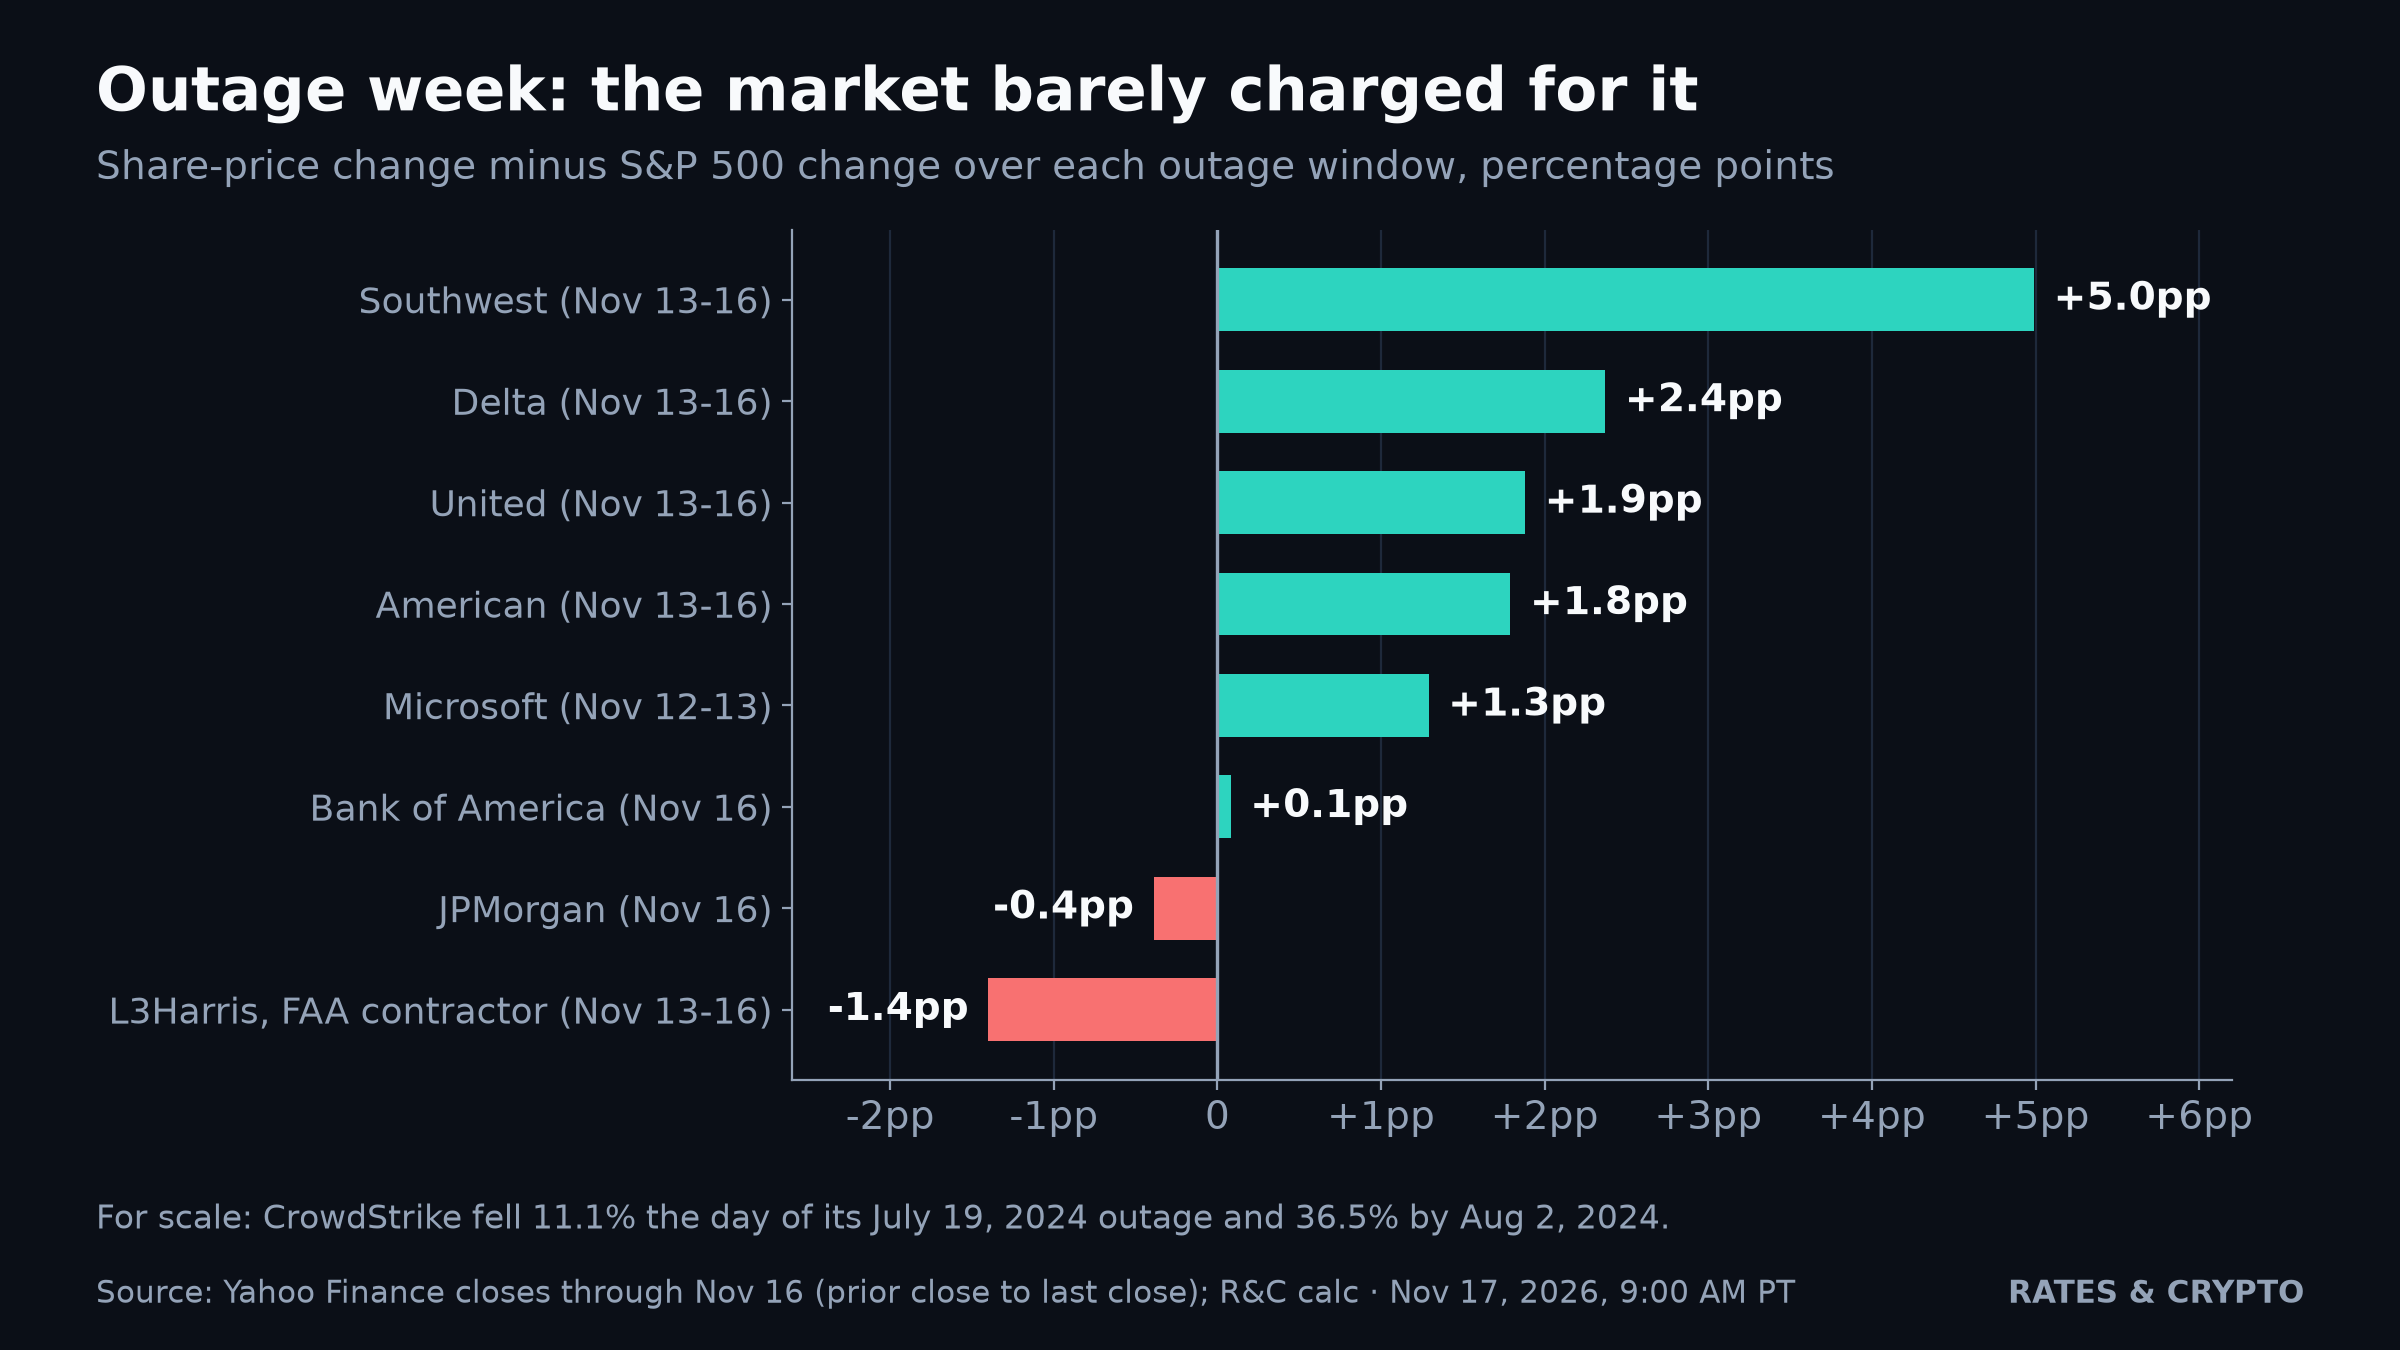 Outage week: the market barely charged for it
Share-price change minus S&P 500 change over each outage window, percentage points
Southwest (Nov 13-16)
+5.0pp
Delta (Nov 13-16)
+2.4pp
United (Nov 13-16)
+1.9pp
American (Nov 13-16)
+1.8pp
Microsoft (Nov 12-13)
+1.3pp
Bank of America (Nov 16)
+0.1pp
JPMorgan (Nov 16)
-0.4pp
L3Harris, FAA contractor (Nov 13-16)
-1.4pp
-2pp -1pp 0 +1pp +2pp +3pp +4pp +5pp +6pp
For scale: CrowdStrike fell 11.1% the day of its July 19, 2024 outage and 36.5% by Aug 2, 2024.
Source: Yahoo Finance closes through Nov 16 (prior close to last close); R&C calc · Nov 17, 2026, 9:00 AM PT
RATES & CRYPTO